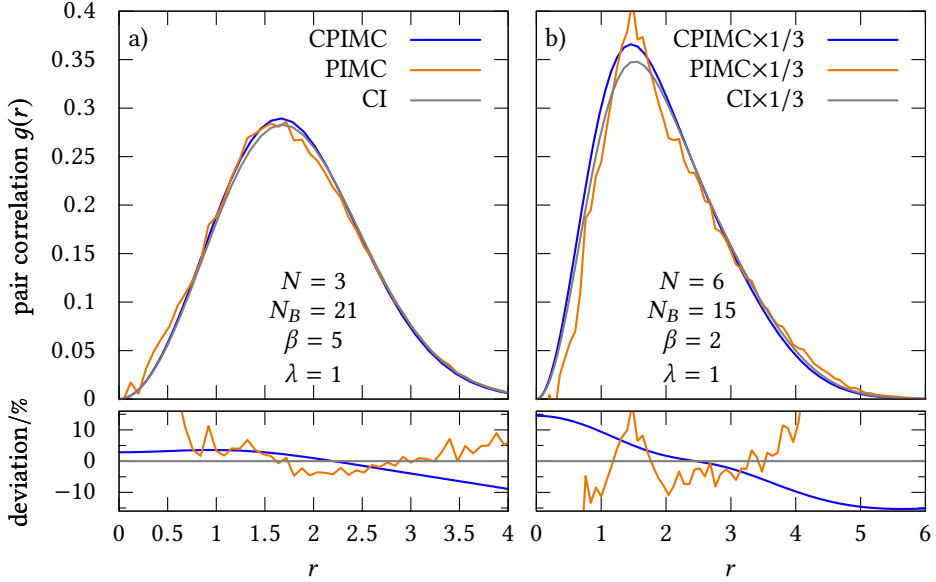 a)
CPIMC
PIMC
CI
pair correlation g(r)
0.4
0.35
0.3
0.25
0.2
0.15
0.1
0.05
0
N = 3
N_B = 21
β = 5
λ = 1
b)
CPIMC×1/3
PIMC×1/3
CI×1/3
N = 6
N_B = 15
β = 2
λ = 1
deviation/%
10
0
−10
0 0.5 1 1.5 2 2.5 3 3.5 4
r
0 1 2 3 4 5 6
r